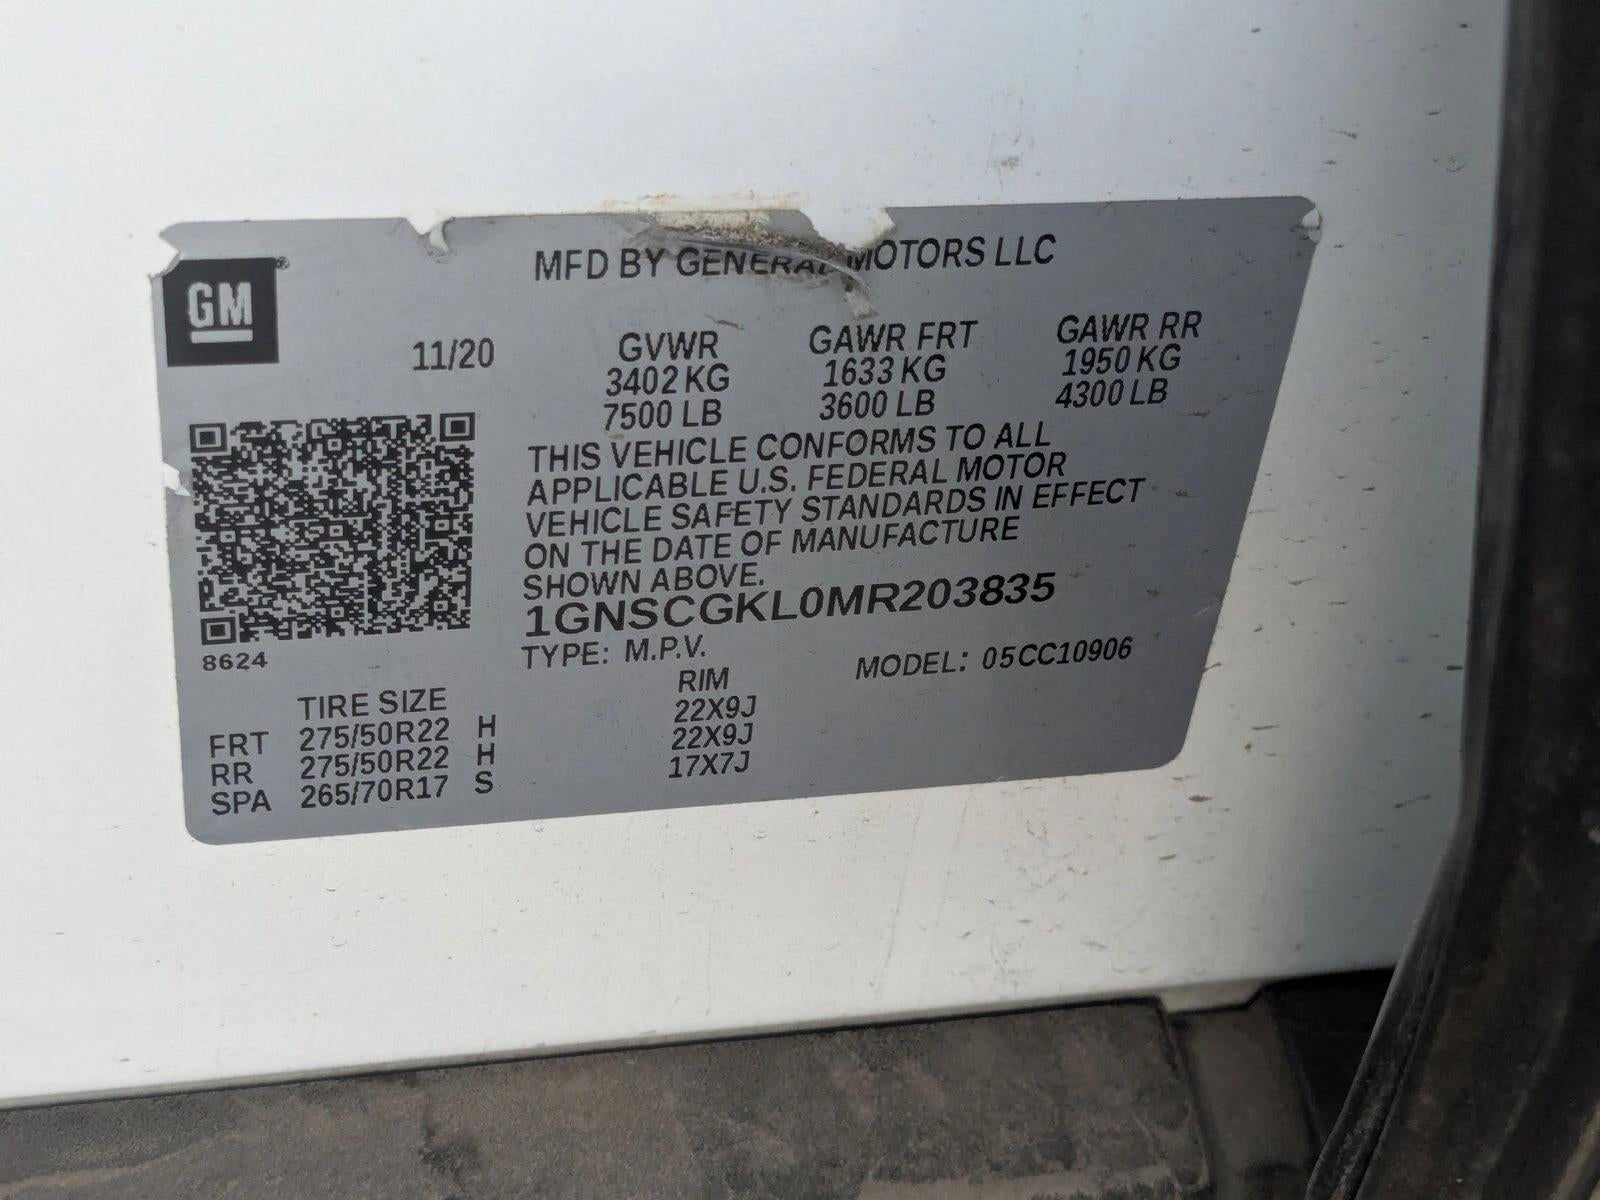 MFD BY GENERAL MOTORS LLC
GM
11/20 GVWR GAWR FRT GAWR RR
3402 KG 1633 KG 1950 KG
7500 LB 3600 LB 4300 LB
THIS VEHICLE CONFORMS TO ALL
APPLICABLE U.S. FEDERAL MOTOR
VEHICLE SAFETY STANDARDS IN EFFECT
ON THE DATE OF MANUFACTURE
SHOWN ABOVE.
1GNSCGKL0MR203835
8624
TYPE: M.P.V. MODEL: 05CC10906
TIRE SIZE RIM
FRT 275/50R22 H 22X9J
RR 275/50R22 H 22X9J
SPA 265/70R17 S 17X7J